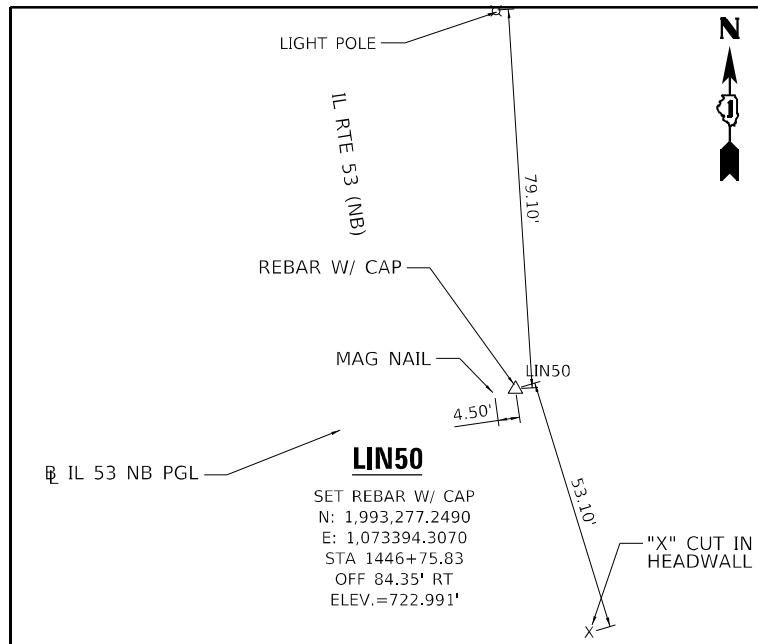 LIGHT POLE
N
IL RTE 53 (NB)
79.10'
REBAR W/ CAP
MAG NAIL
LIN50
4.50'
BL IL 53 NB PGL
LIN50
SET REBAR W/ CAP
N: 1,993,277.2490
E: 1,073394.3070
STA 1446+75.83
OFF 84.35' RT
ELEV.=722.991'
53.10'
"X" CUT IN
HEADWALL
X